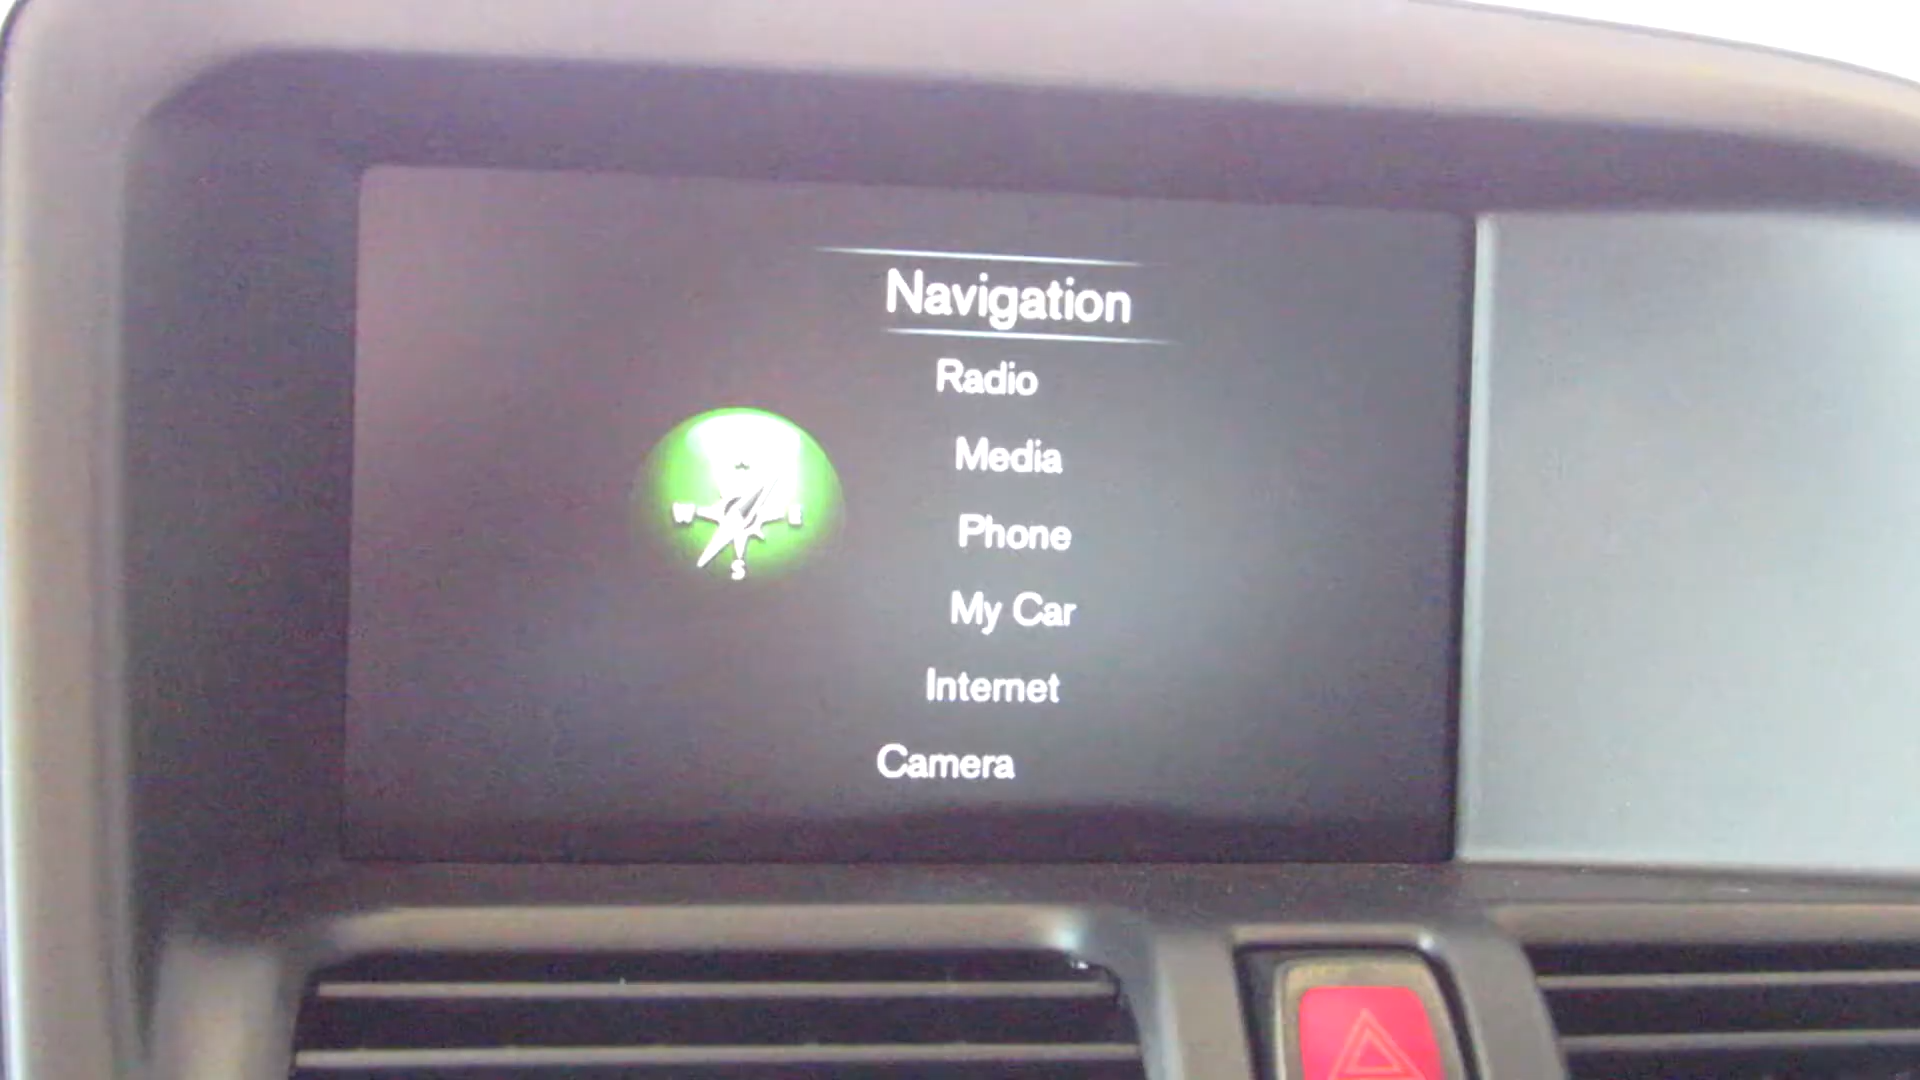 Navigation
Radio
Media
Phone
My Car
Internet
Camera
W
E
S